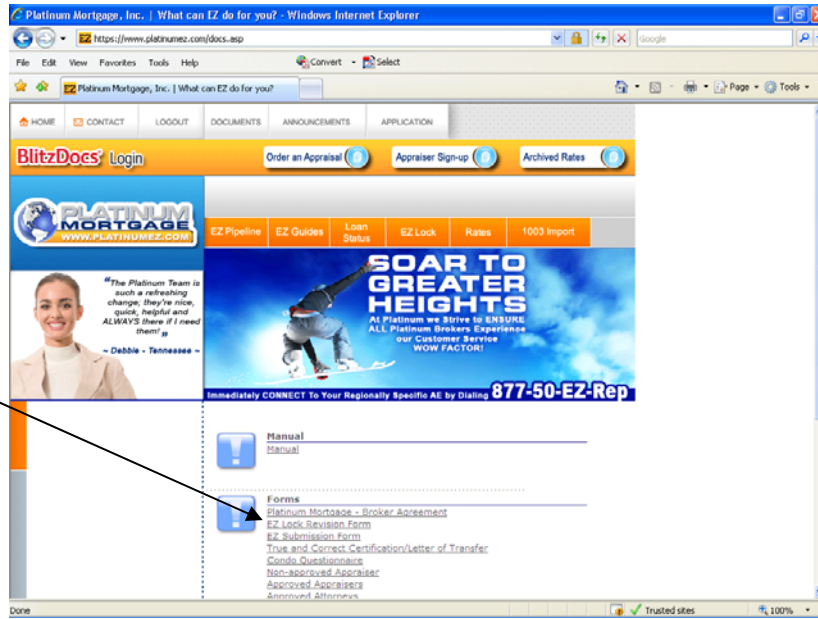 Platinum Mortgage, Inc. | What can EZ do for you? - Windows Internet Explorer
EZ https://www.platinumez.com/docs.asp
Google
File Edit View Favorites Tools Help
Convert Select
EZ Platinum Mortgage, Inc. | What can EZ do for you?
Page Tools
HOME CONTACT LOGOUT DOCUMENTS ANNOUNCEMENTS APPLICATION
BlitzDocs Login
Order an Appraisal
Appraiser Sign-up
Archived Rates
PLATINUM
MORTGAGE
WWW.PLATINUMEZ.COM
EZ Pipeline EZ Guides Loan Status EZ Lock Rates 1003 Import
"The Platinum Team is
such a refreshing
change; they're nice,
quick, helpful and
ALWAYS there if I need
them!"
~ Debbie - Tennessee ~
SOAR TO
GREATER
HEIGHTS
At Platinum we Strive to ENSURE
ALL Platinum Brokers Experience
our Customer Service
WOW FACTOR!
Immediately CONNECT To Your Regionally Specific AE by Dialing 877-50-EZ-Rep
Manual
Manual
Forms
Platinum Mortgage - Broker Agreement
EZ Lock Revision Form
EZ Submission Form
True and Correct Certification/Letter of Transfer
Condo Questionnaire
Non-approved Appraiser
Approved Appraisers
Approved Attorneys
Done
Trusted sites
100%